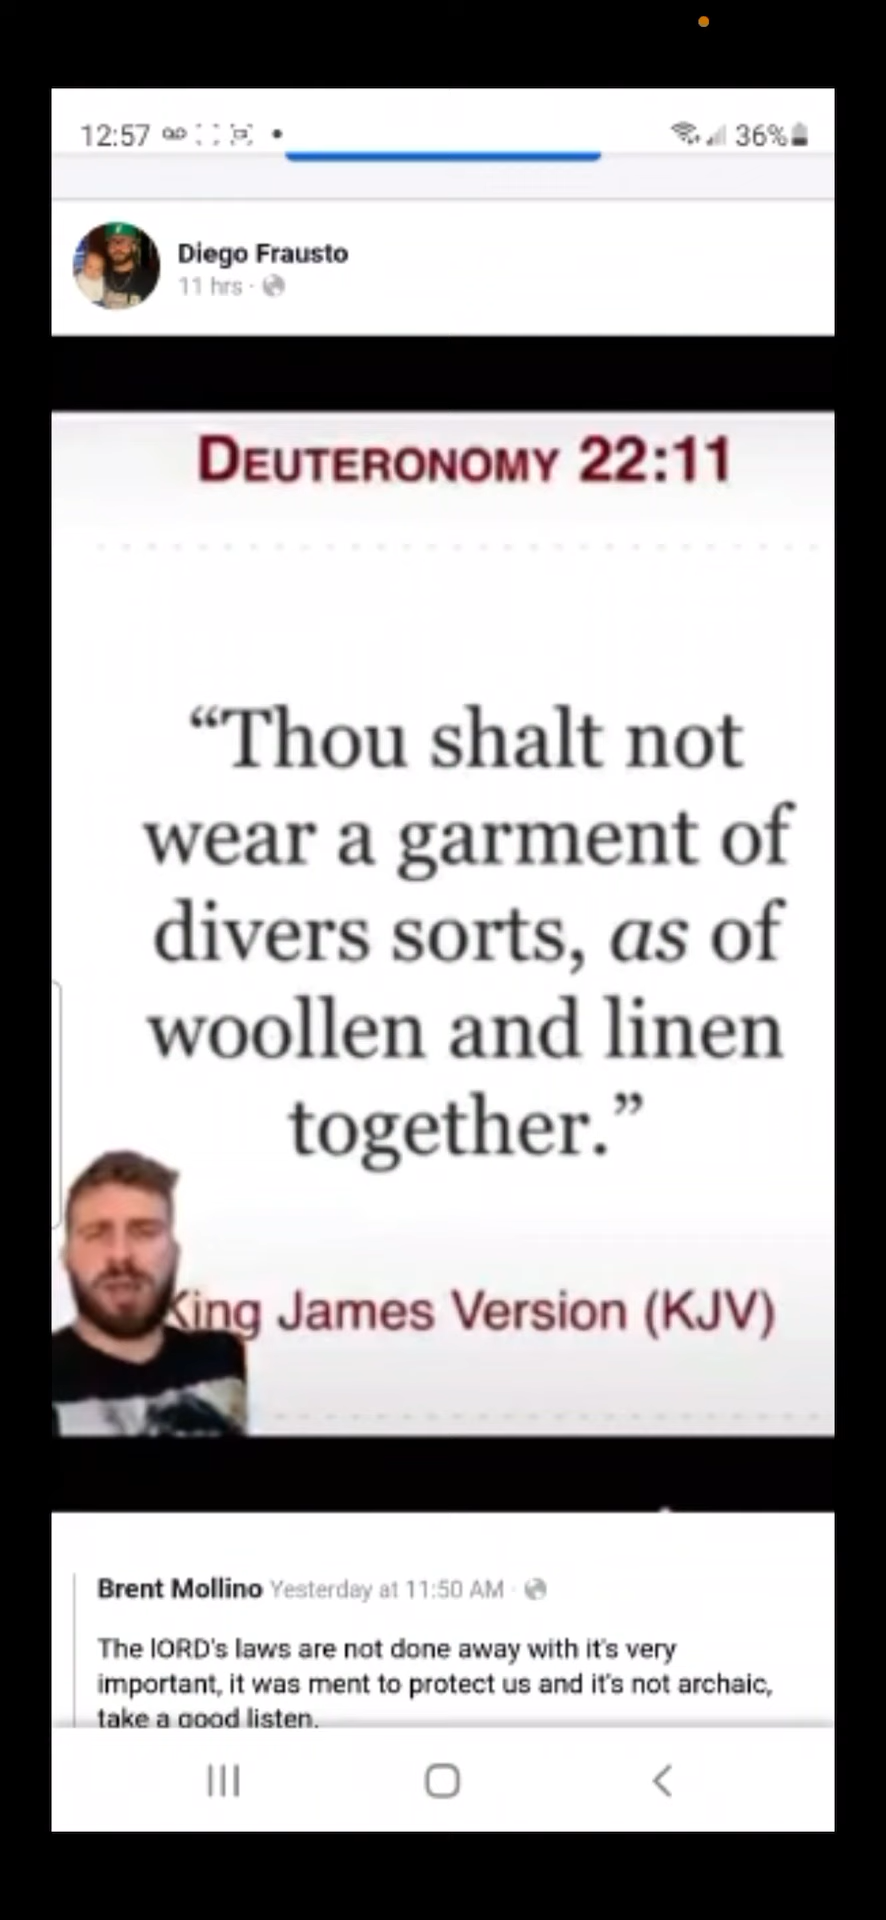 12:57
36%
Diego Frausto
11 hrs ·
DEUTERONOMY 22:11
“Thou shalt not
wear a garment of
divers sorts, as of
woollen and linen
together.”
King James Version (KJV)
Brent Mollino Yesterday at 11:50 AM ·
The lORD's laws are not done away with it's very
important, it was ment to protect us and it's not archaic,
take a good listen.